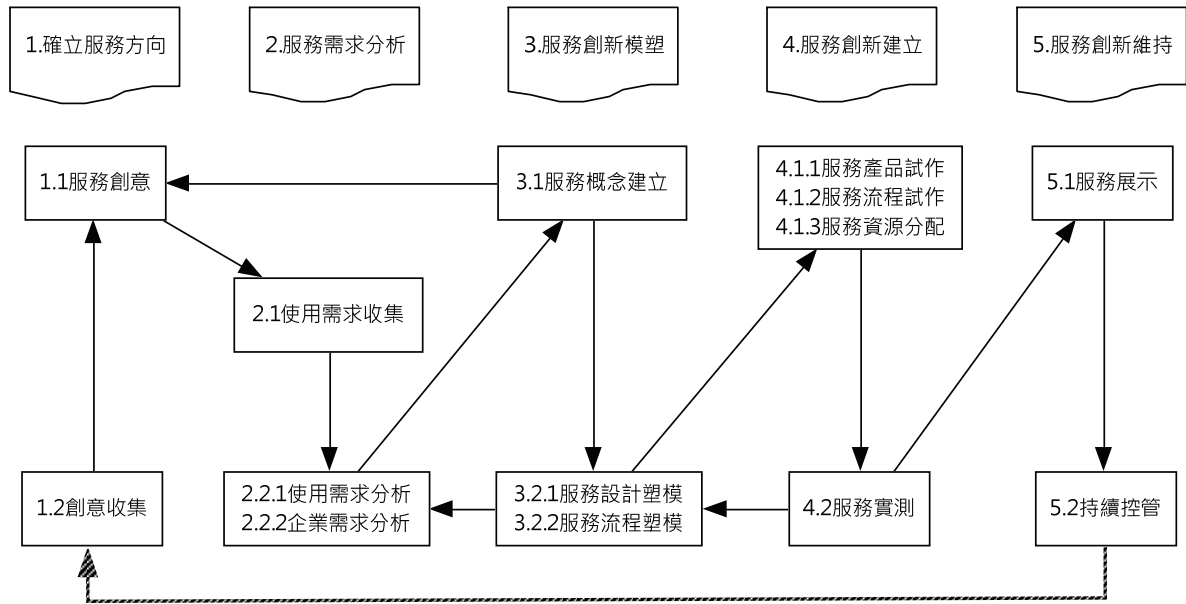 1.確立服務方向
2.服務需求分析
3.服務創新模塑
4.服務創新建立
5.服務創新維持
1.1服務創意
3.1服務概念建立
4.1.1服務產品試作
4.1.2服務流程試作
4.1.3服務資源分配
5.1服務展示
2.1使用需求收集
1.2創意收集
2.2.1使用需求分析
2.2.2企業需求分析
3.2.1服務設計塑模
3.2.2服務流程塑模
4.2服務實測
5.2持續控管